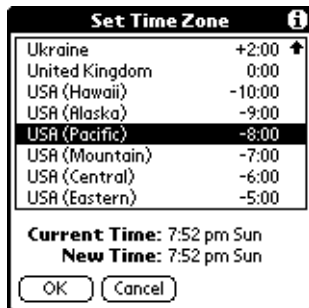 Set Time Zone
Ukraine +2:00
United Kingdom 0:00
USA (Hawaii) -10:00
USA (Alaska) -9:00
USA (Pacific) -8:00
USA (Mountain) -7:00
USA (Central) -6:00
USA (Eastern) -5:00
Current Time: 7:52 pm Sun
New Time: 7:52 pm Sun
OK Cancel